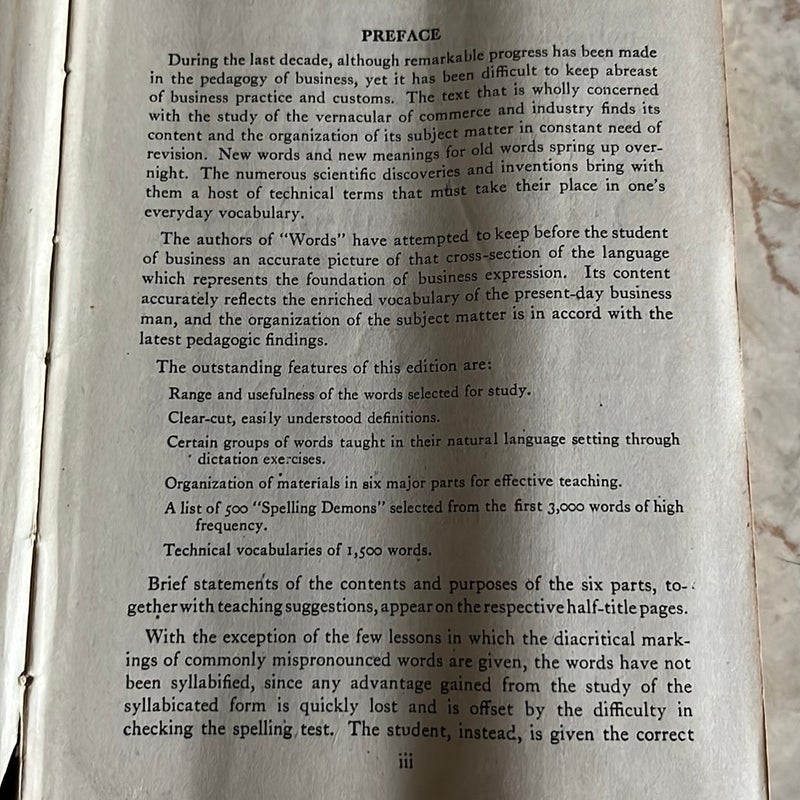 PREFACE
During the last decade, although remarkable progress has been made
in the pedagogy of business, yet it has been difficult to keep abreast
of business practice and customs. The text that is wholly concerned
with the study of the vernacular of commerce and industry finds its
content and the organization of its subject matter in constant need of
revision. New words and new meanings for old words spring up over-
night. The numerous scientific discoveries and inventions bring with
them a host of technical terms that must take their place in one's
everyday vocabulary.
The authors of "Words" have attempted to keep before the student
of business an accurate picture of that cross-section of the language
which represents the foundation of business expression. Its content
accurately reflects the enriched vocabulary of the present-day business
man, and the organization of the subject matter is in accord with the
latest pedagogic findings.
The outstanding features of this edition are:
Range and usefulness of the words selected for study.
Clear-cut, easily understood definitions.
Certain groups of words taught in their natural language setting through
dictation exercises.
Organization of materials in six major parts for effective teaching.
A list of 500 "Spelling Demons" selected from the first 3,000 words of high
frequency.
Technical vocabularies of 1,500 words.
Brief statements of the contents and purposes of the six parts, to-
gether with teaching suggestions, appear on the respective half-title pages.
With the exception of the few lessons in which the diacritical mark-
ings of commonly mispronounced words are given, the words have not
been syllabified, since any advantage gained from the study of the
syllabicated form is quickly lost and is offset by the difficulty in
checking the spelling test. The student, instead, is given the correct
iii